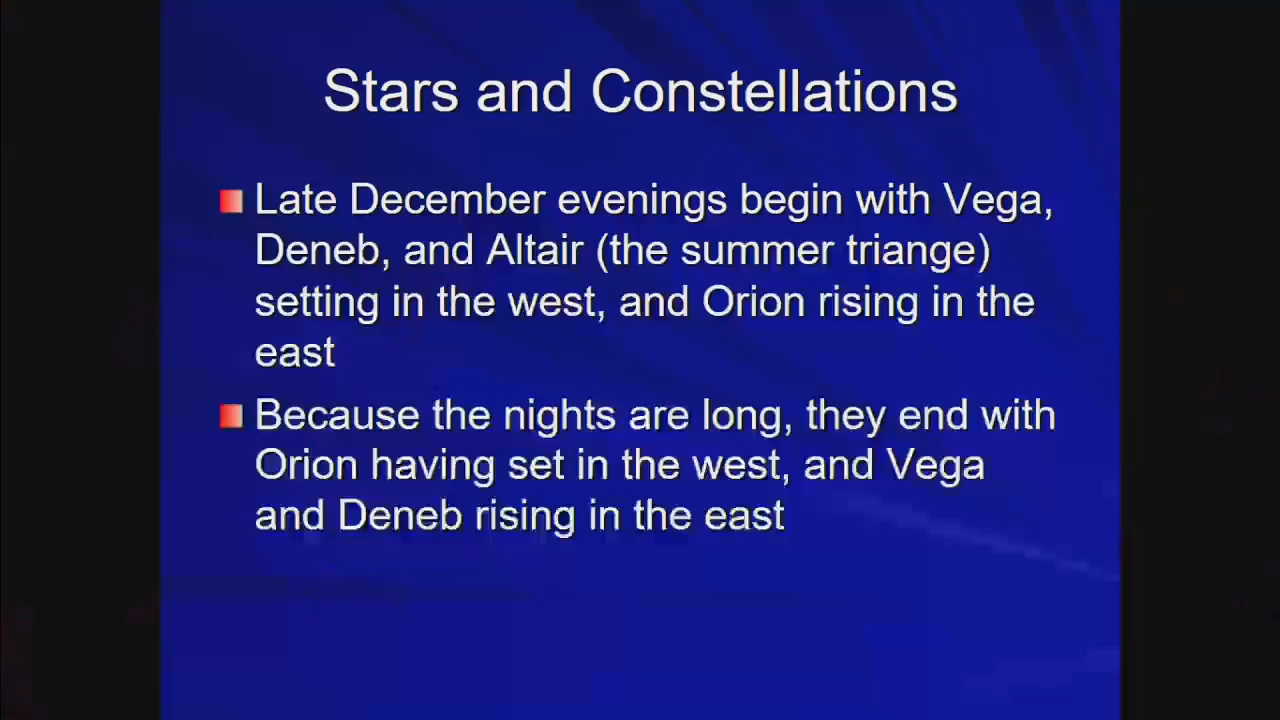 Stars and Constellations
Late December evenings begin with Vega,
Deneb, and Altair (the summer triange)
setting in the west, and Orion rising in the
east
Because the nights are long, they end with
Orion having set in the west, and Vega
and Deneb rising in the east